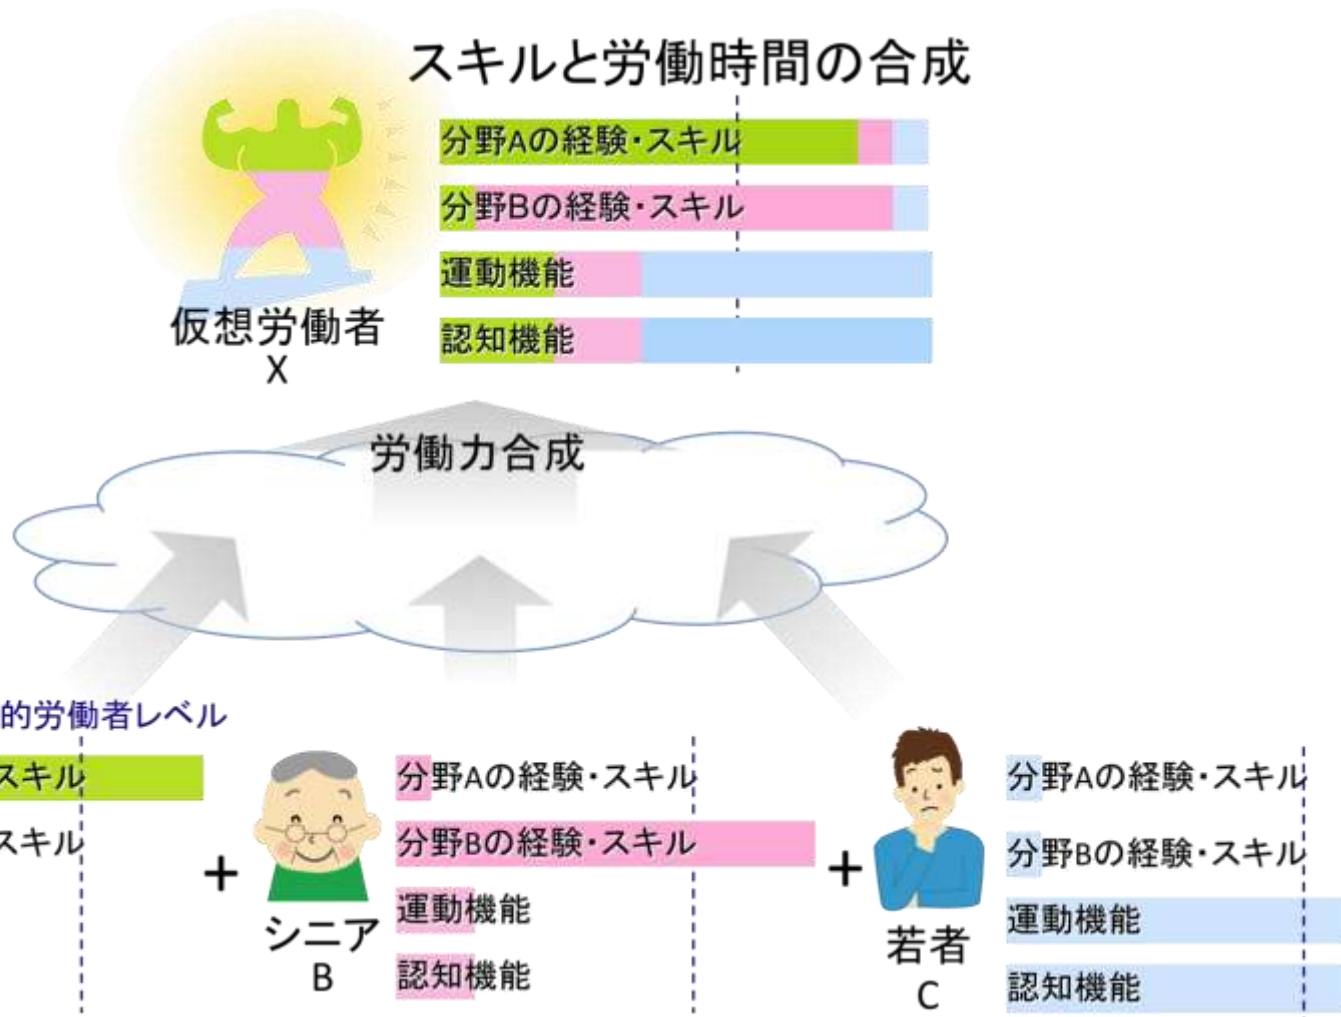 スキルと労働時間の合成
分野Aの経験・スキル
分野Bの経験・スキル
運動機能
認知機能
仮想労働者
X
労働力合成
的労働者レベル
スキル
スキル
+
シニア
B
分野Aの経験・スキル
分野Bの経験・スキル
運動機能
認知機能
+
若者
C
分野Aの経験・スキル
分野Bの経験・スキル
運動機能
認知機能